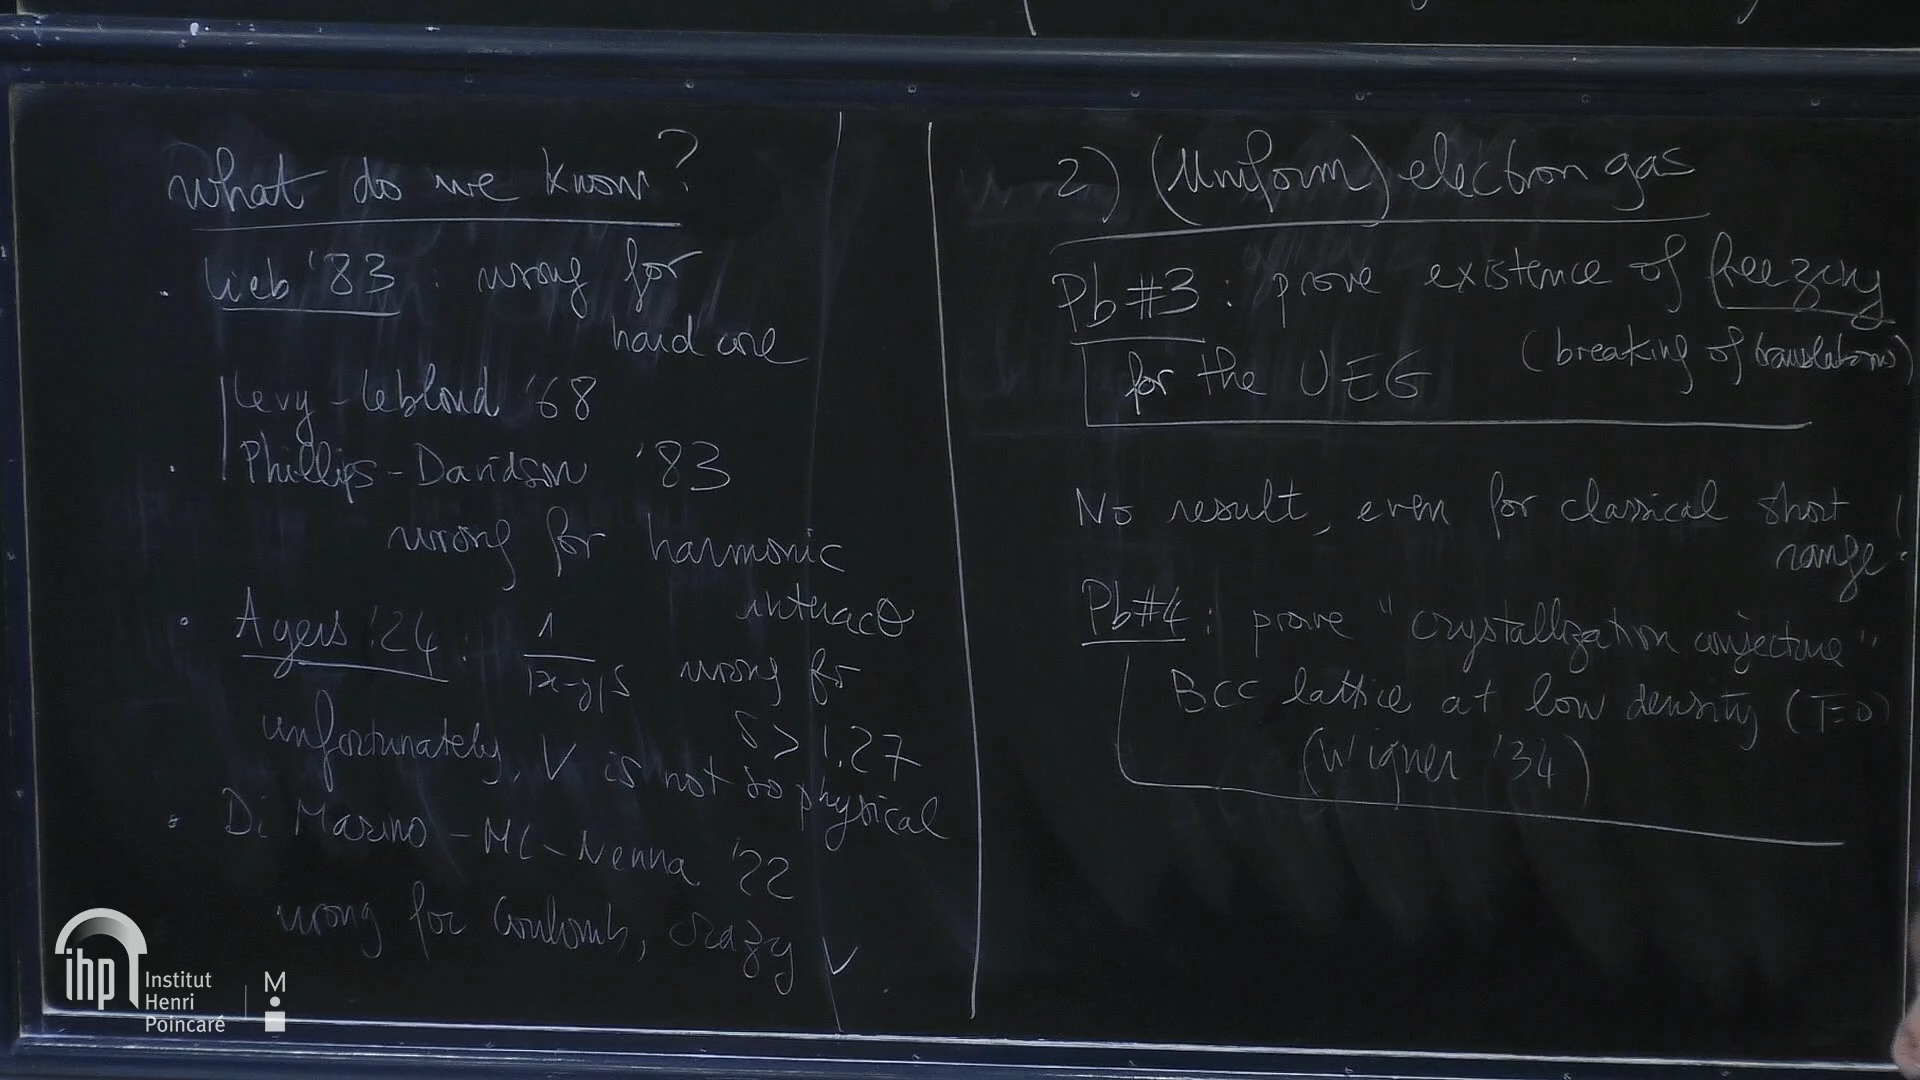 What do we know?
. Lieb '83 : wrong for
hard core
Levy-Leblond '68
. Phillips-Davidson '83
wrong for harmonic
interact
. Ayers '24 : 1/|x-y|^s wrong for
s > 1.27
unfortunately, V is not so physical
. Di Marino - ML - Nenna '22
wrong for Coulomb, crazy V
2) (Uniform) electron gas
Pb#3 : prove existence of freezing
(breaking of translations)
for the UEG
No result, even for classical short
range!
Pb#4 : prove "crystallization conjecture"
BCC lattice at low density (T=0)
(Wigner '34)
ihp Institut
Henri
Poincaré
M